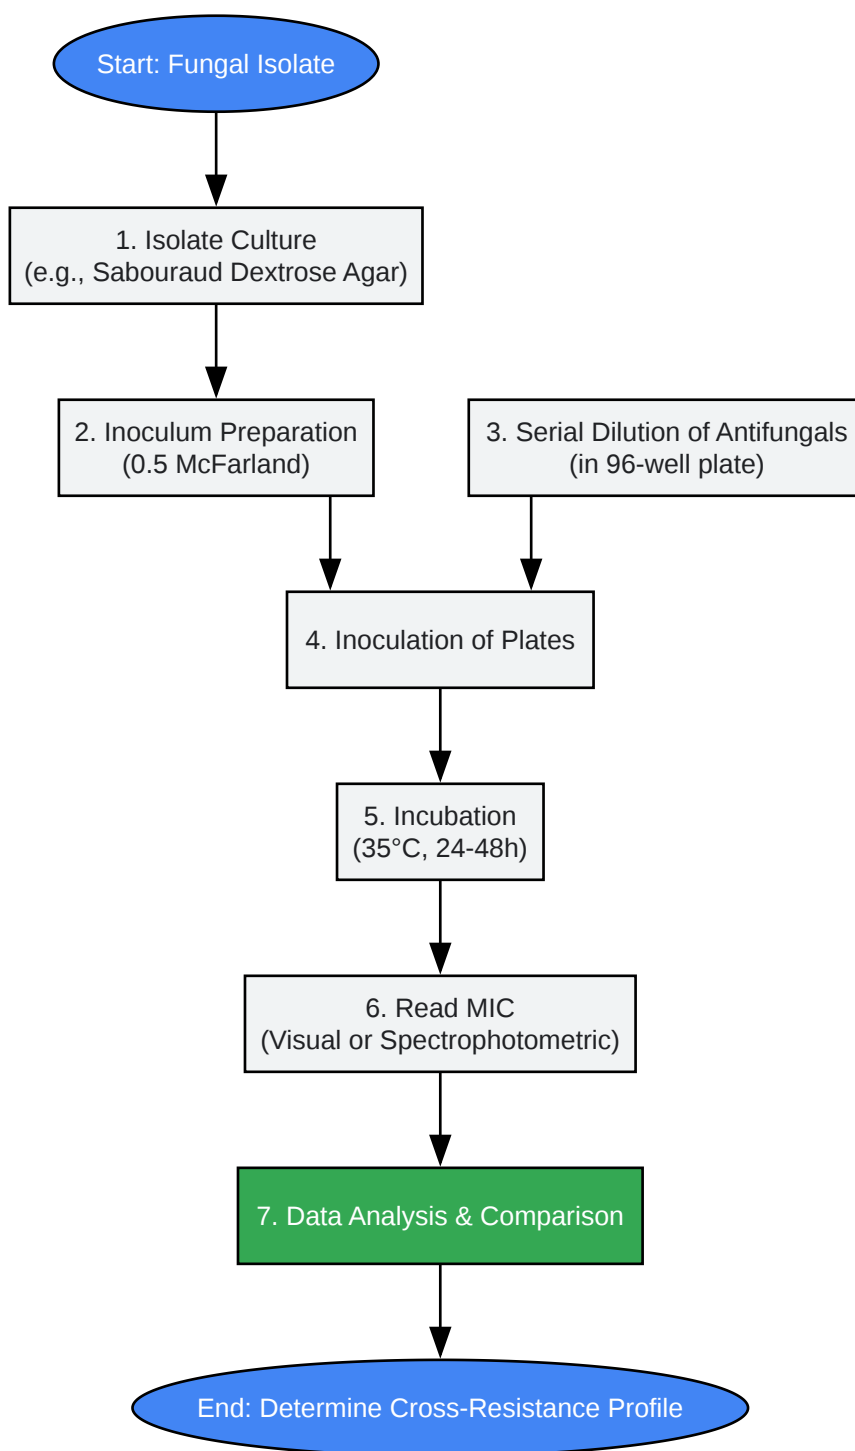 Start: Fungal Isolate
1. Isolate Culture
(e.g., Sabouraud Dextrose Agar)
2. Inoculum Preparation
(0.5 McFarland)
3. Serial Dilution of Antifungals
(in 96-well plate)
4. Inoculation of Plates
5. Incubation
(35°C, 24-48h)
6. Read MIC
(Visual or Spectrophotometric)
7. Data Analysis & Comparison
End: Determine Cross-Resistance Profile